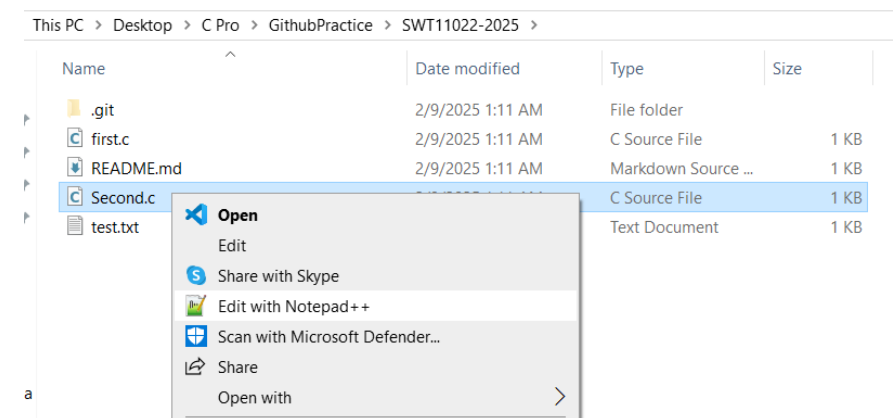 This PC > Desktop > C Pro > GithubPractice > SWT11022-2025 >
Name Date modified Type Size
.git 2/9/2025 1:11 AM File folder
first.c 2/9/2025 1:11 AM C Source File 1 KB
README.md 2/9/2025 1:11 AM Markdown Source ... 1 KB
Second.c C Source File 1 KB
test.txt Text Document 1 KB
Open
Edit
Share with Skype
Edit with Notepad++
Scan with Microsoft Defender...
Share
a Open with